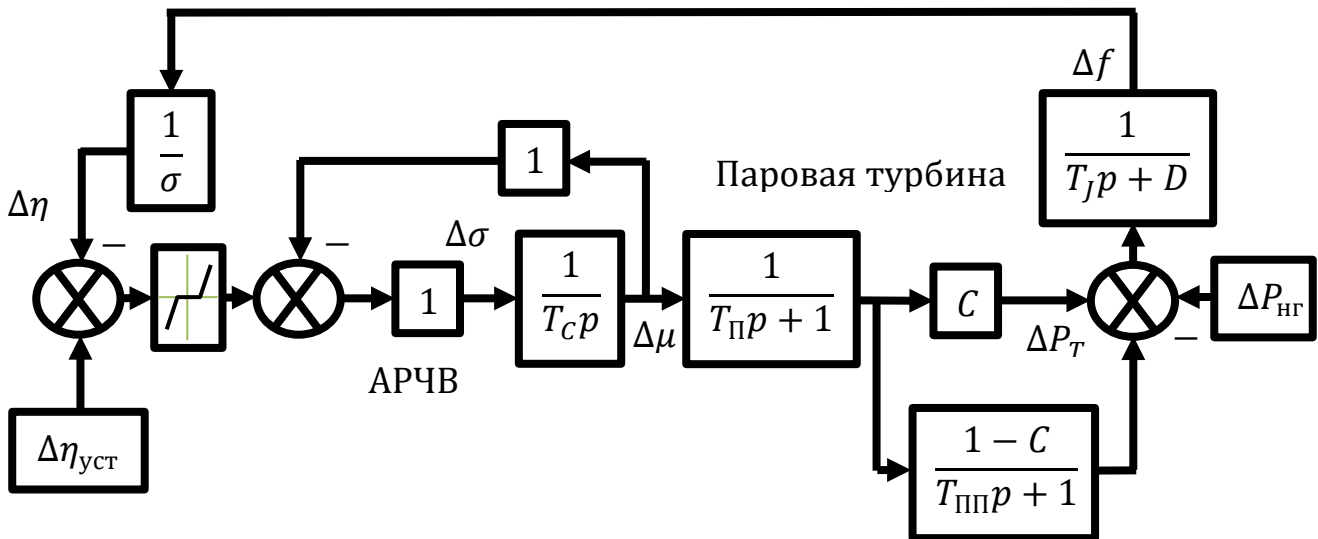 Δf
1
σ
1
T_J p + D
1
Паровая турбина
Δη
−
−
Δσ
1
1
T_C p
1
T_П p + 1
C
ΔP_нг
−
Δμ
ΔP_T
АРЧВ
Δη_уст
1 − C
T_ПП p + 1